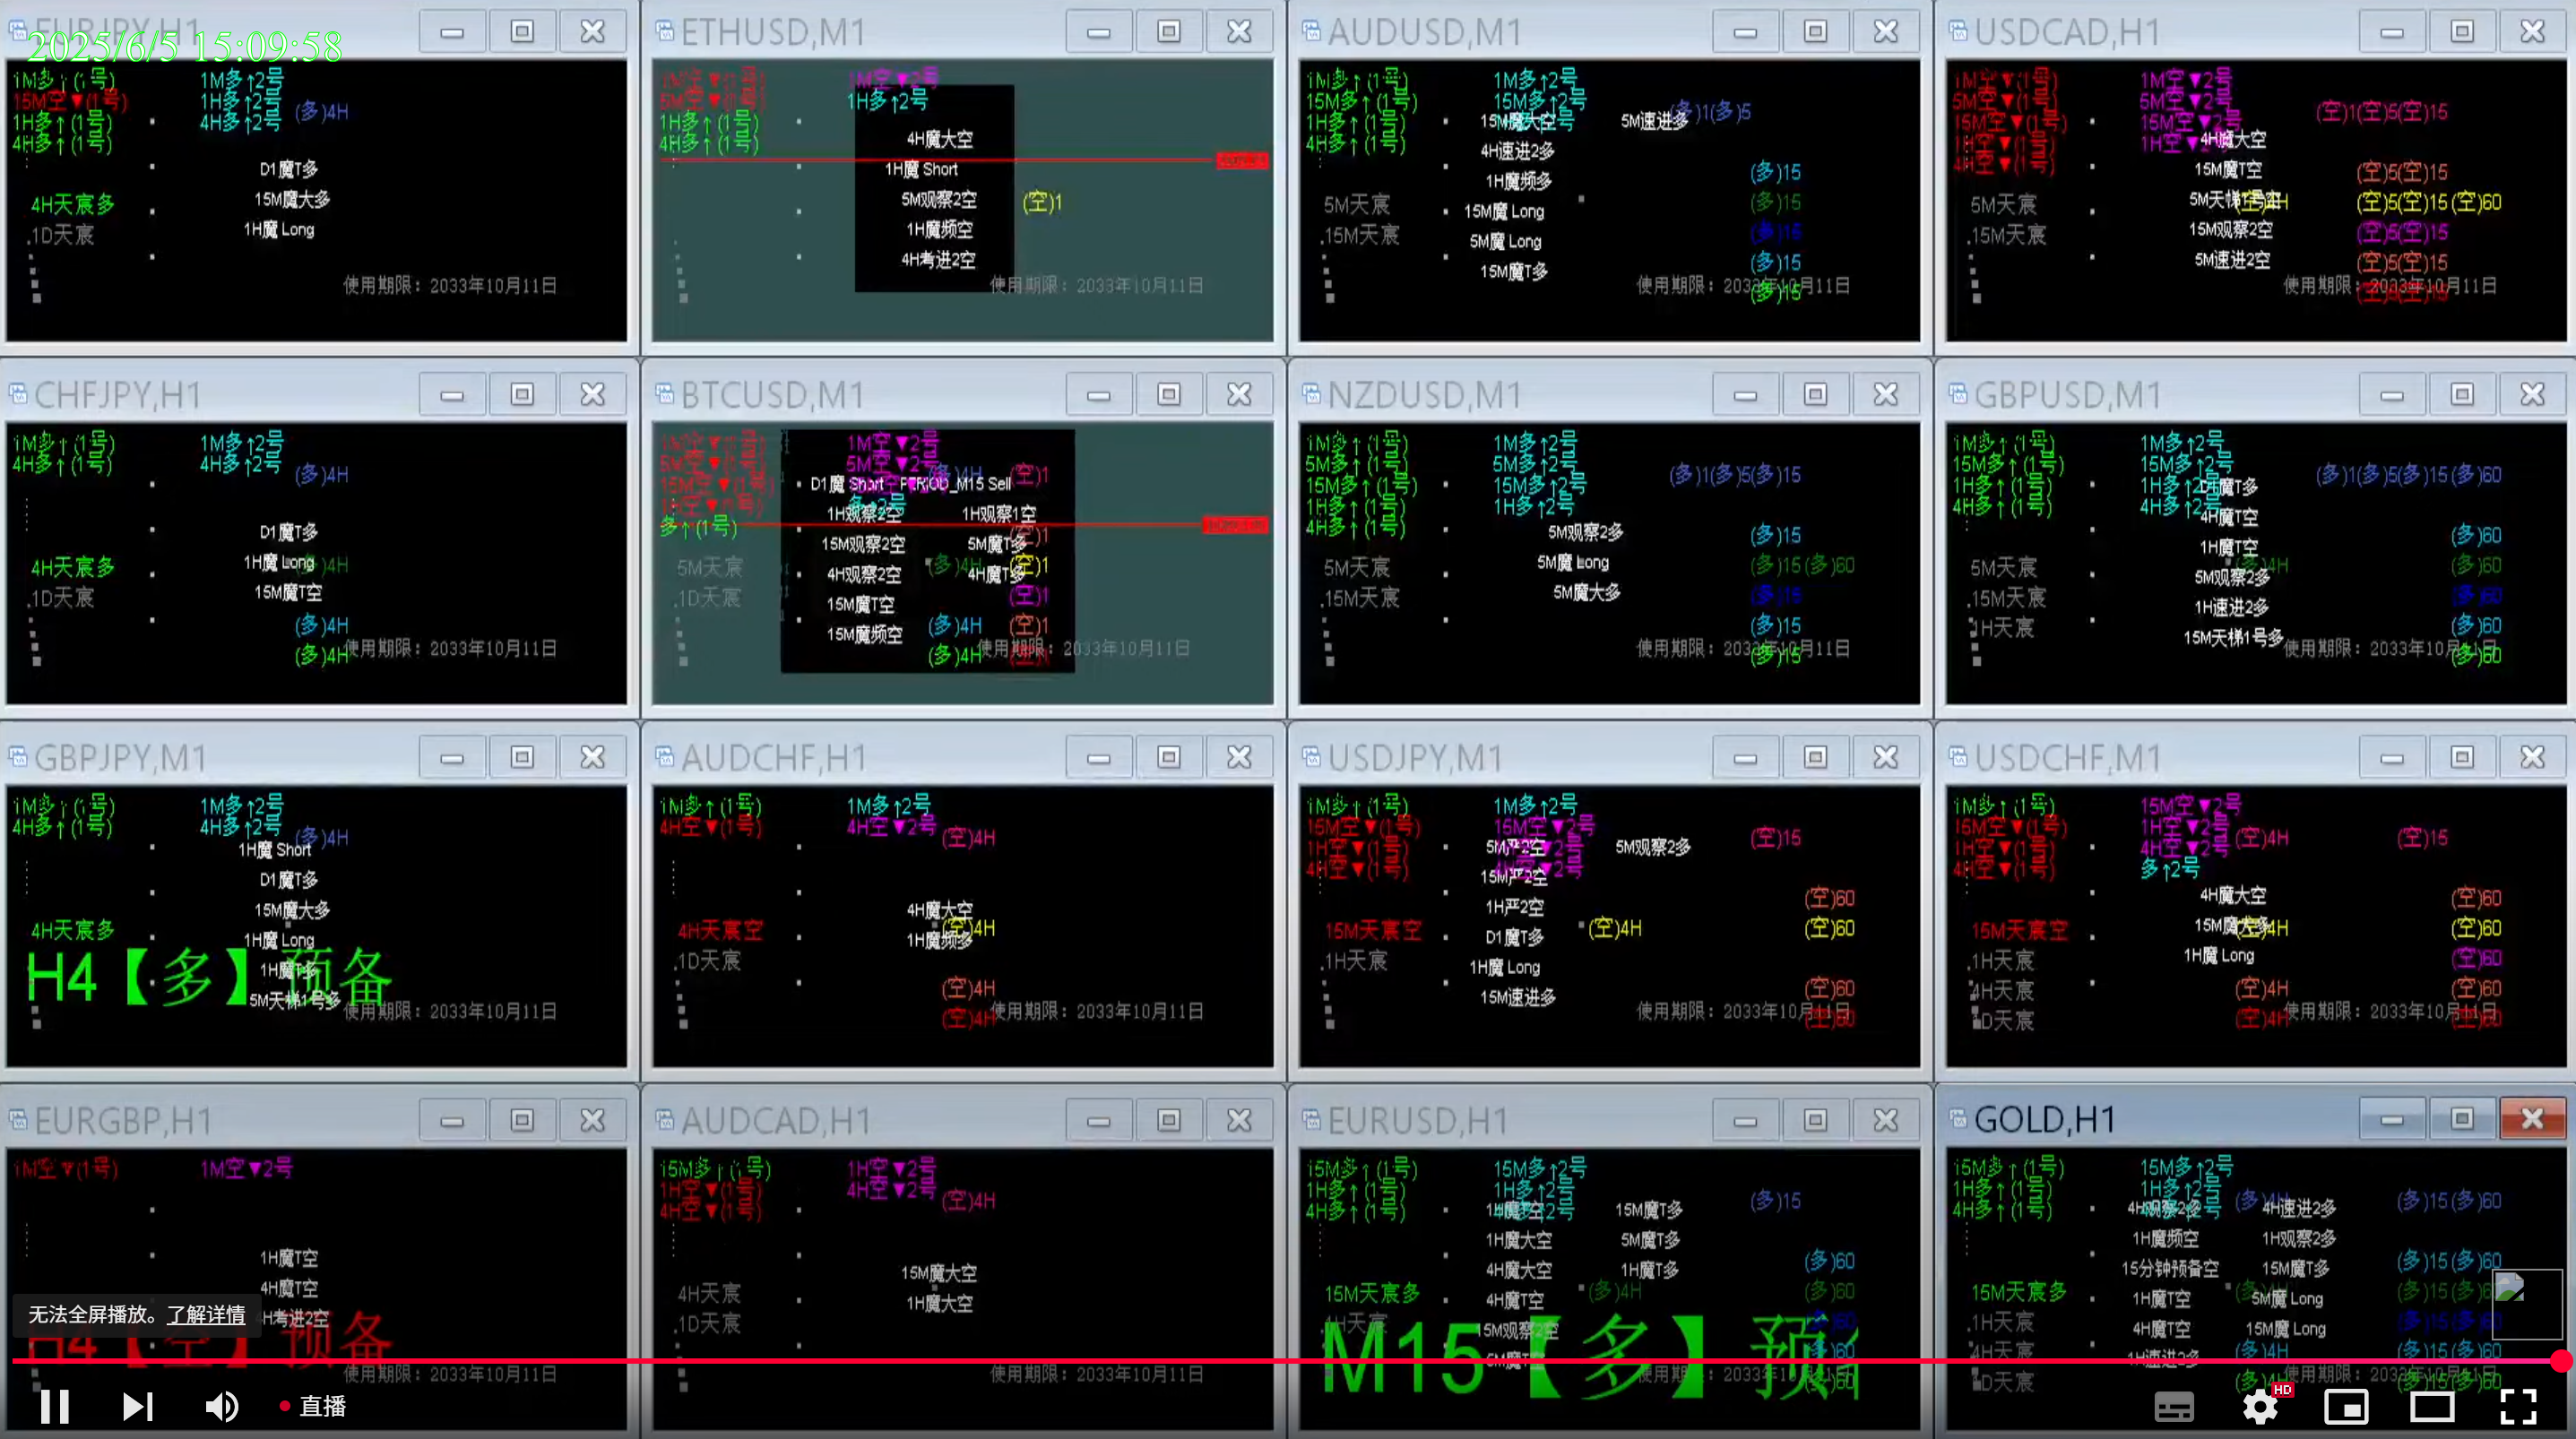 EURJPY,H1
2025/6/5 15:09:58
1M多↑(1号)
15M空▼(1号)
1H多↑(1号)
4H多↑(1号)
1M多↑2号
1H多↑2号
4H多↑2号
(多)4H
D1魔T多
15M魔大多
1H魔 Long
4H天宸多
.1D天宸
使用期限：2033年10月11日
ETHUSD,M1
5M空▼(1号)
1H多↑(1号)
4H多↑(1号)
1M空▼2号
1H多↑2号
4H魔大空
1H魔 Short
5M观察2空
1H魔频空
4H考进2空
(空)1
使用期限：2033年10月11日
AUDUSD,M1
1M多↑(1号)
15M多↑(1号)
1H多↑(1号)
4H多↑(1号)
1M多↑2号
15M多↑2号
15M魔大空
5M速进多
(多)1(多)5
4H速进2多
1H魔频多
15M魔 Long
5M魔 Long
15M魔T多
(多)15
(多)15
(多)15
(多)15
(多)15
5M天宸
.15M天宸
使用期限：2033年10月11日
USDCAD,H1
1M空▼(1号)
5M空▼(1号)
15M空▼(1号)
1H空▼(1号)
4H空▼(1号)
1M空▼2号
5M空▼2号
15M空▼2号
1H空▼2号
4H魔大空
15M魔T空
15M观察2空
5M速进2空
(空)1(空)5(空)15
(空)5(空)15
(空)5(空)15(空)60
(空)5(空)15
(空)5(空)15
5M天宸
.15M天宸
CHFJPY,H1
1M多↑(1号)
4H多↑(1号)
1M多↑2号
4H多↑2号
(多)4H
D1魔T多
1H魔 Long
(多)4H
15M魔T空
4H天宸多
.1D天宸
(多)4H
(多)4H
使用期限：2033年10月11日
BTCUSD,M1
1M空▼(1号)
5M空▼(1号)
15M空▼(1号)
1H空▼(1号)
多↑(1号)
1M空▼2号
5M空▼2号
(多)4H
(空)1
D1魔 Short
PERIOD_M15 Sell
1H观察2空
1H观察1空
15M观察2空
5M魔T多
4H观察2空
4H魔T多
15M魔T空
15M魔频空
(空)1
(空)1
(空)1
(多)4H
(空)1
(多)4H
5M天宸
.1D天宸
使用期限：2033年10月11日
NZDUSD,M1
1M多↑(1号)
5M多↑(1号)
15M多↑(1号)
1H多↑(1号)
4H多↑(1号)
1M多↑2号
5M多↑2号
15M多↑2号
1H多↑2号
(多)1(多)5(多)15
5M观察2多
5M魔 Long
5M魔大多
(多)15
(多)15(多)60
(多)15
(多)15
(多)15
5M天宸
.15M天宸
使用期限：2033年10月11日
GBPUSD,M1
1M多↑(1号)
15M多↑(1号)
1H多↑(1号)
4H多↑(1号)
1M多↑2号
15M多↑2号
1H多↑2号
4H多↑2号
(多)1(多)5(多)15(多)60
D1魔T多
4H魔T空
1H魔T空
(多)4H
5M观察2多
1H速进2多
15M天梯1号多
(多)60
(多)60
(多)60
(多)60
(多)60
5M天宸
.15M天宸
1H天宸
使用期限：2033年10月11日
GBPJPY,M1
1M多↑(1号)
4H多↑(1号)
1M多↑2号
4H多↑2号
(多)4H
1H魔 Short
D1魔T多
15M魔大多
1H魔 Long
1H魔T多
5M天梯1号多
4H天宸多
H4【多】预备
使用期限：2033年10月11日
AUDCHF,H1
1M多↑(1号)
4H空▼(1号)
1M多↑2号
4H空▼2号
(空)4H
4H魔大空
(空)4H
1H魔频多
4H天宸空
.1D天宸
(空)4H
(空)4H
使用期限：2033年10月11日
USDJPY,M1
1M多↑(1号)
15M空▼(1号)
1H空▼(1号)
4H空▼(1号)
1M多↑2号
15M空▼2号
4H空▼2号
5M严2空
5M观察2多
(空)15
15M严2空
1H严2空
D1魔T多
1H魔 Long
15M速进多
(空)4H
(空)60
(空)60
(空)60
(空)60
15M天宸空
.1H天宸
使用期限：2033年10月11日
USDCHF,M1
1M多↑(1号)
15M空▼(1号)
1H空▼(1号)
4H空▼(1号)
15M空▼2号
1H空▼2号
4H空▼2号
多↑2号
(空)4H
(空)15
4H魔大空
15M魔大多
(空)4H
1H魔 Long
(空)60
(空)60
(空)60
(空)60
(空)60
(空)4H
(空)4H
15M天宸空
.1H天宸
4H天宸
D天宸
使用期限：2033年10月11日
EURGBP,H1
1M空▼(1号)
1M空▼2号
1H魔T空
4H魔T空
4H考进2空
H4【空】预备
使用期限：2033年10月11日
AUDCAD,H1
15M多↑(1号)
1H空▼(1号)
4H空▼(1号)
1H空▼2号
4H空▼2号
(空)4H
15M魔大空
1H魔大空
4H天宸
.1D天宸
使用期限：2033年10月11日
EURUSD,H1
15M多↑(1号)
1H多↑(1号)
4H多↑(1号)
15M多↑2号
1H多↑2号
4H多↑2号
15M魔T多
(多)15
1H魔大空
5M魔T多
4H魔大空
1H魔T多
4H魔T空
15M观察2空
(多)4H
(多)60
(多)60
(多)60
(多)60
15M天宸多
1H天宸
M15【多】预备
GOLD,H1
15M多↑(1号)
1H多↑(1号)
4H多↑(1号)
15M多↑2号
1H多↑2号
(多)4H
(多)15(多)60
4H观察2多
4H速进2多
1H魔频空
1H观察2多
15分钟预备空
15M魔T多
1H魔T空
5M魔 Long
4H魔T空
15M魔 Long
1H速进2多
(多)4H
(多)15(多)60
(多)15(多)60
15M天宸多
.1H天宸
4H天宸
D天宸
无法全屏播放。了解详情
直播
HD